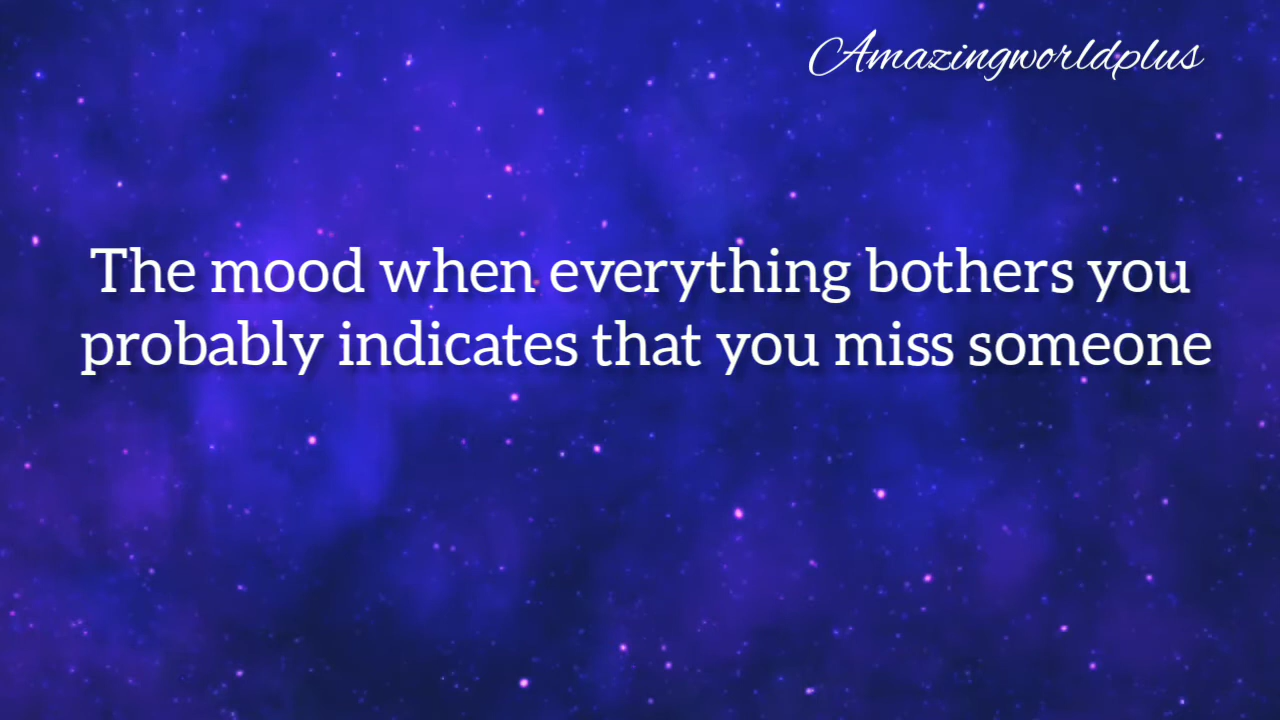 Amazingworldplus
The mood when everything bothers you
probably indicates that you miss someone